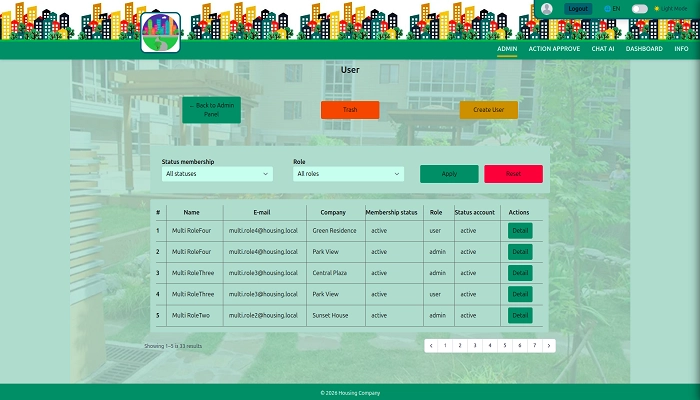 Logout EN Light Mode
ADMIN ACTION APPROVE CHAT AI DASHBOARD INFO
User
← Back to Admin
Panel
Trash
Create User
Status membership Role
All statuses All roles Apply Reset
# Name E-mail Company Membership status Role Status account Actions
1 Multi RoleFour multi.role4@housing.local Green Residence active user active Detail
2 Multi RoleFour multi.role4@housing.local Park View active admin active Detail
3 Multi RoleThree multi.role3@housing.local Central Plaza active admin active Detail
4 Multi RoleThree multi.role3@housing.local Park View active user active Detail
5 Multi RoleTwo multi.role2@housing.local Sunset House active admin active Detail
Showing 1–5 is 33 results
‹ 1 2 3 4 5 6 7 ›
© 2026 Housing Company